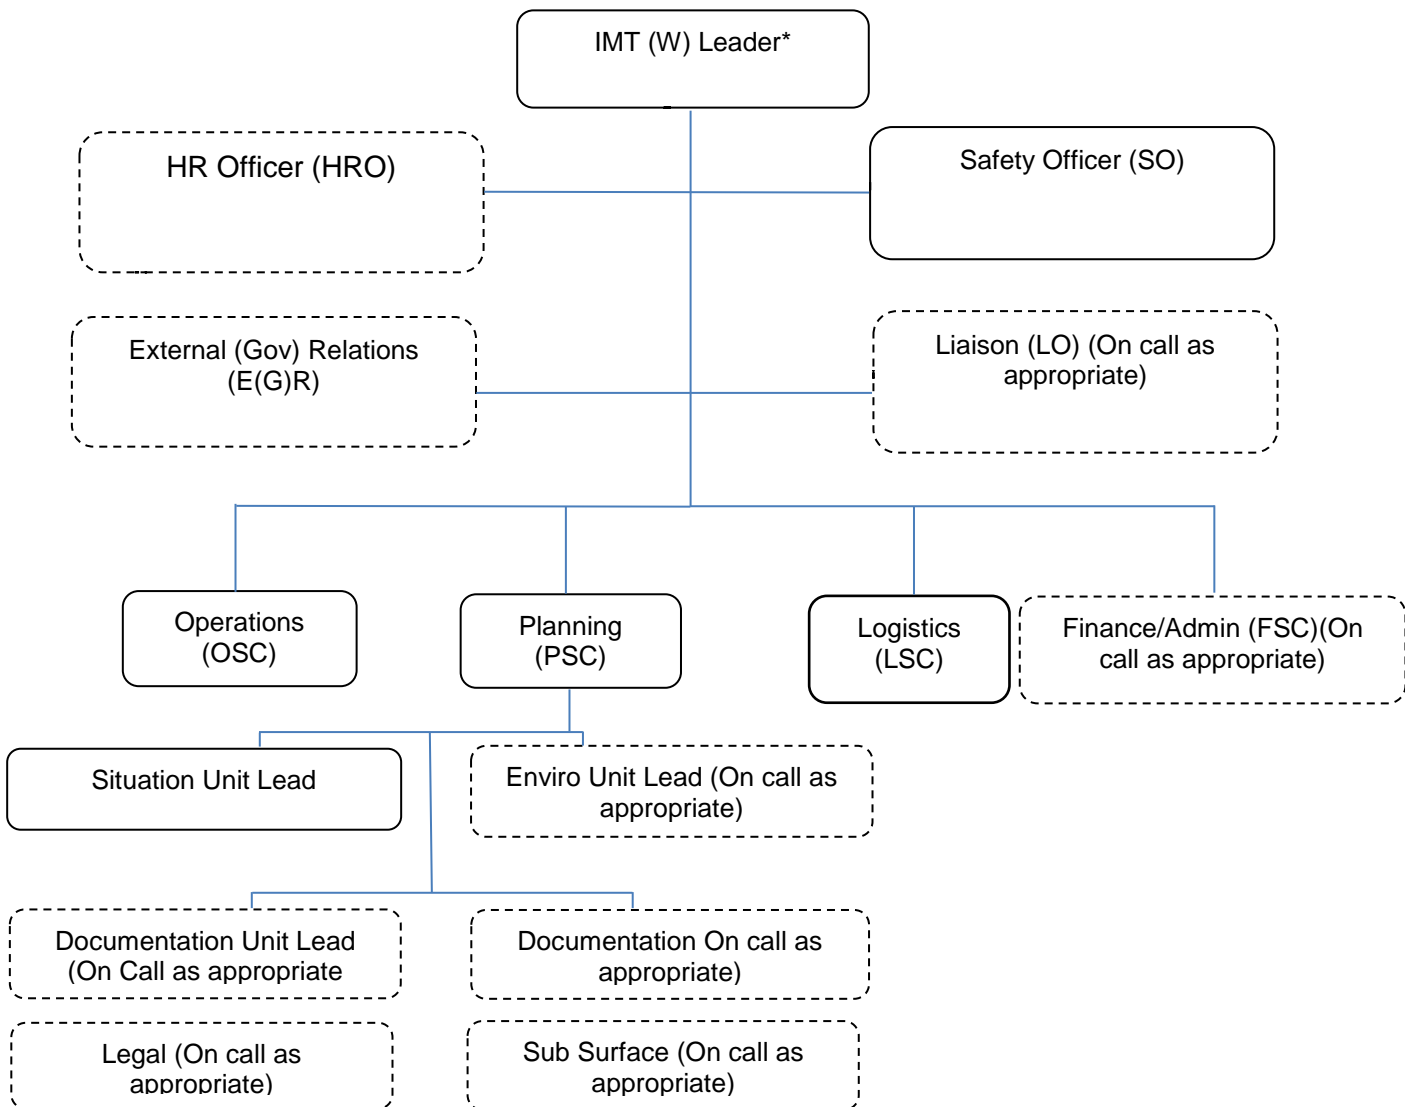 IMT (W) Leader*
HR Officer (HRO)
Safety Officer (SO)
External (Gov) Relations
(E(G)R)
Liaison (LO) (On call as
appropriate)
Operations
(OSC)
Planning
(PSC)
Logistics
(LSC)
Finance/Admin (FSC)(On
call as appropriate)
Situation Unit Lead
Enviro Unit Lead (On call as
appropriate)
Documentation Unit Lead
(On Call as appropriate
Documentation On call as
appropriate)
Legal (On call as
appropriate)
Sub Surface (On call as
appropriate)